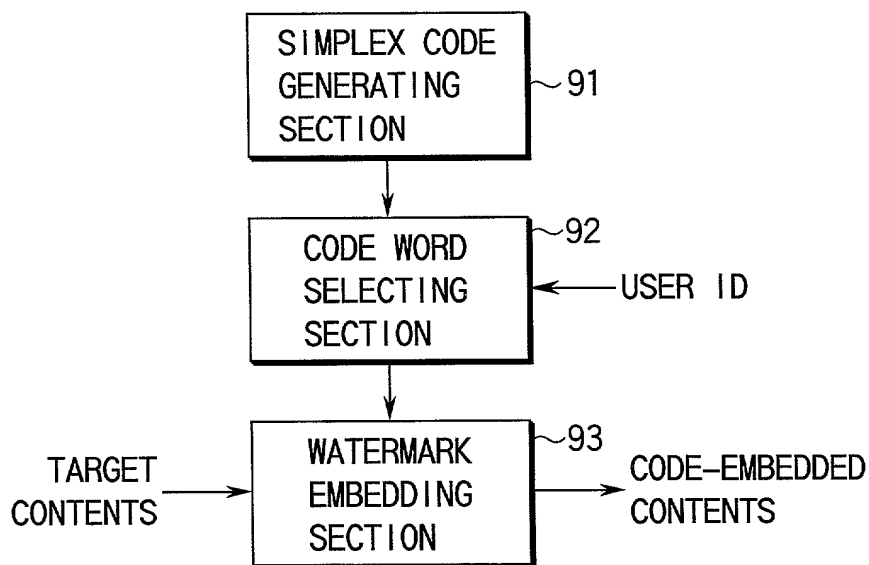 SIMPLEX CODE
GENERATING
SECTION
91
CODE WORD
SELECTING
SECTION
92
USER ID
TARGET
CONTENTS
WATERMARK
EMBEDDING
SECTION
93
CODE-EMBEDDED
CONTENTS